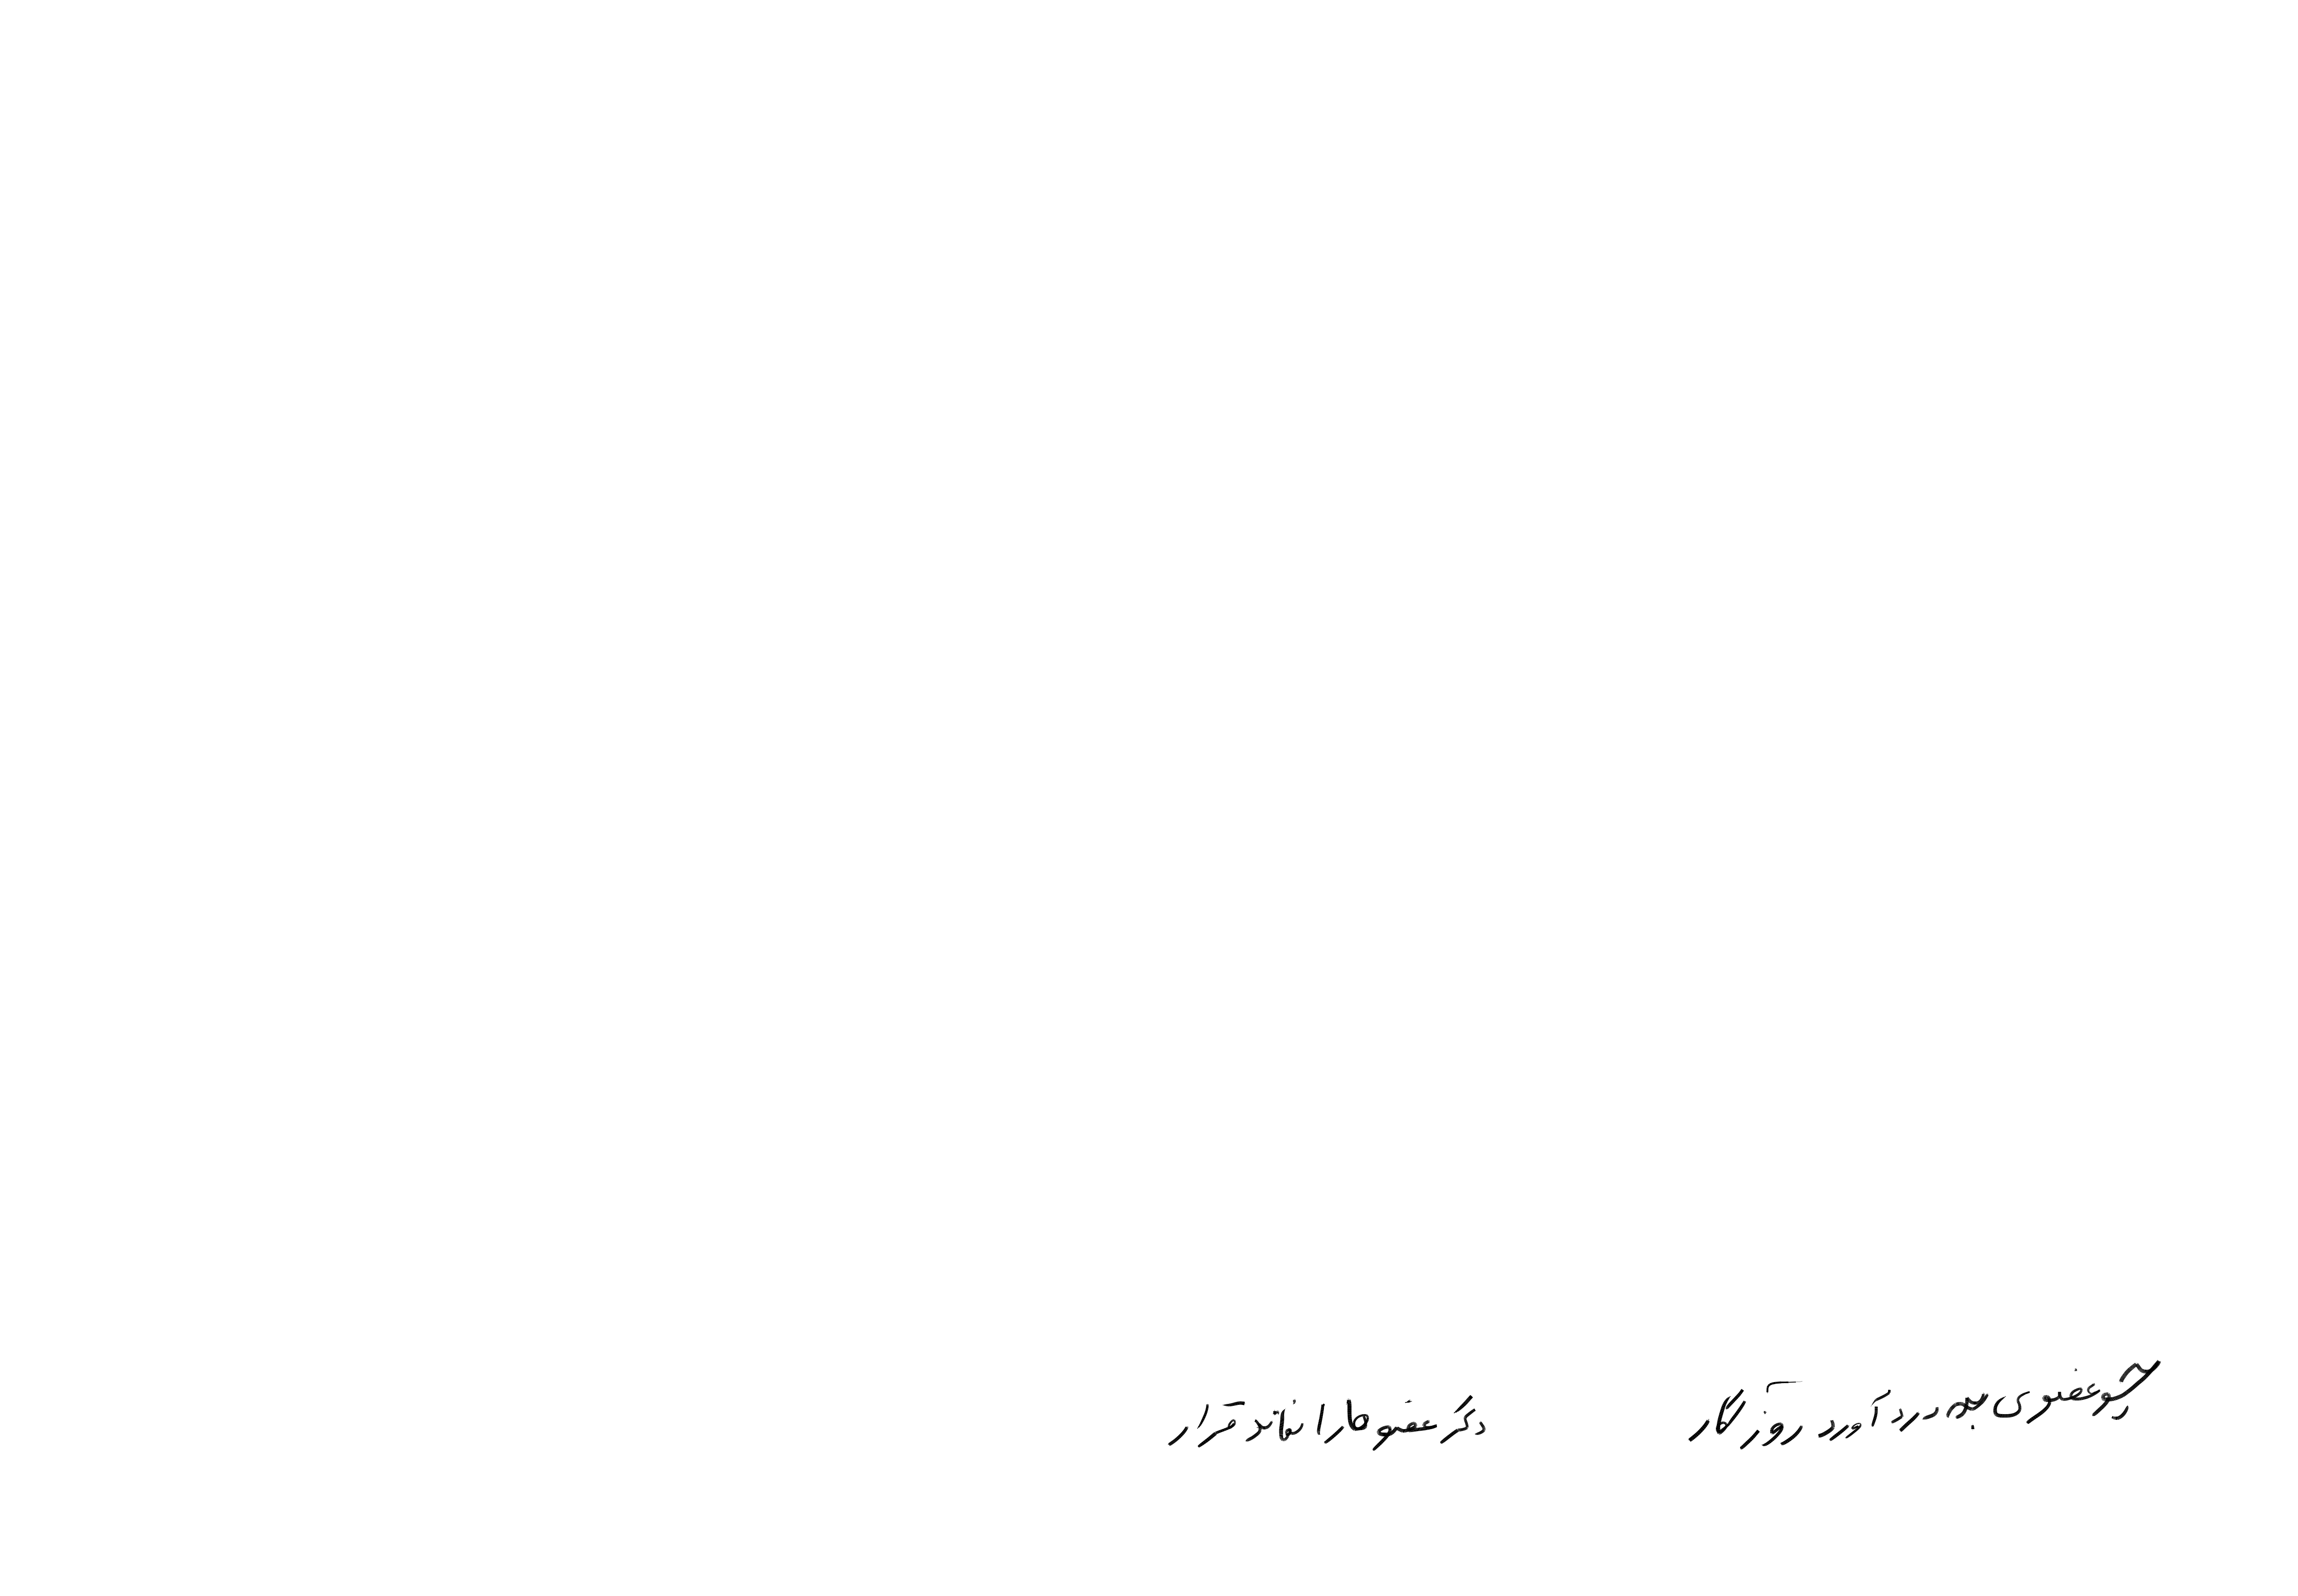 چو عضوی به درد آورد روزگار دگر عضوها را نماند قرار